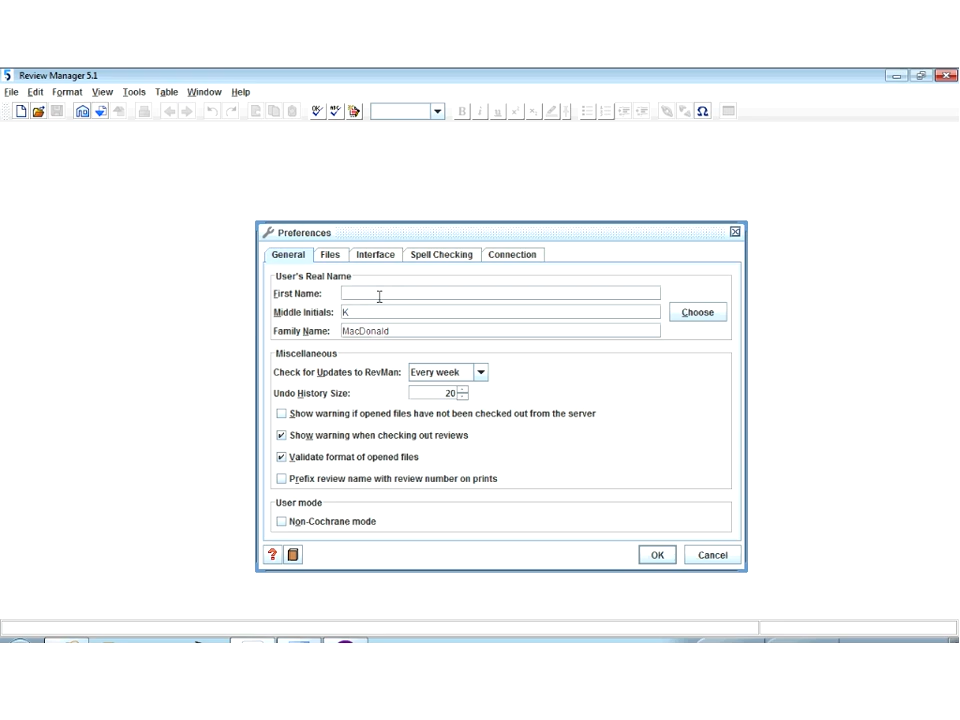 5 Review Manager 5.1
File Edit Format View Tools Table Window Help
Preferences
General Files Interface Spell Checking Connection
User's Real Name
First Name:
Middle Initials: K
Choose
Family Name: MacDonald
Miscellaneous
Check for Updates to RevMan: Every week
Undo History Size: 20
Show warning if opened files have not been checked out from the server
Show warning when checking out reviews
Validate format of opened files
Prefix review name with review number on prints
User mode
Non-Cochrane mode
OK Cancel